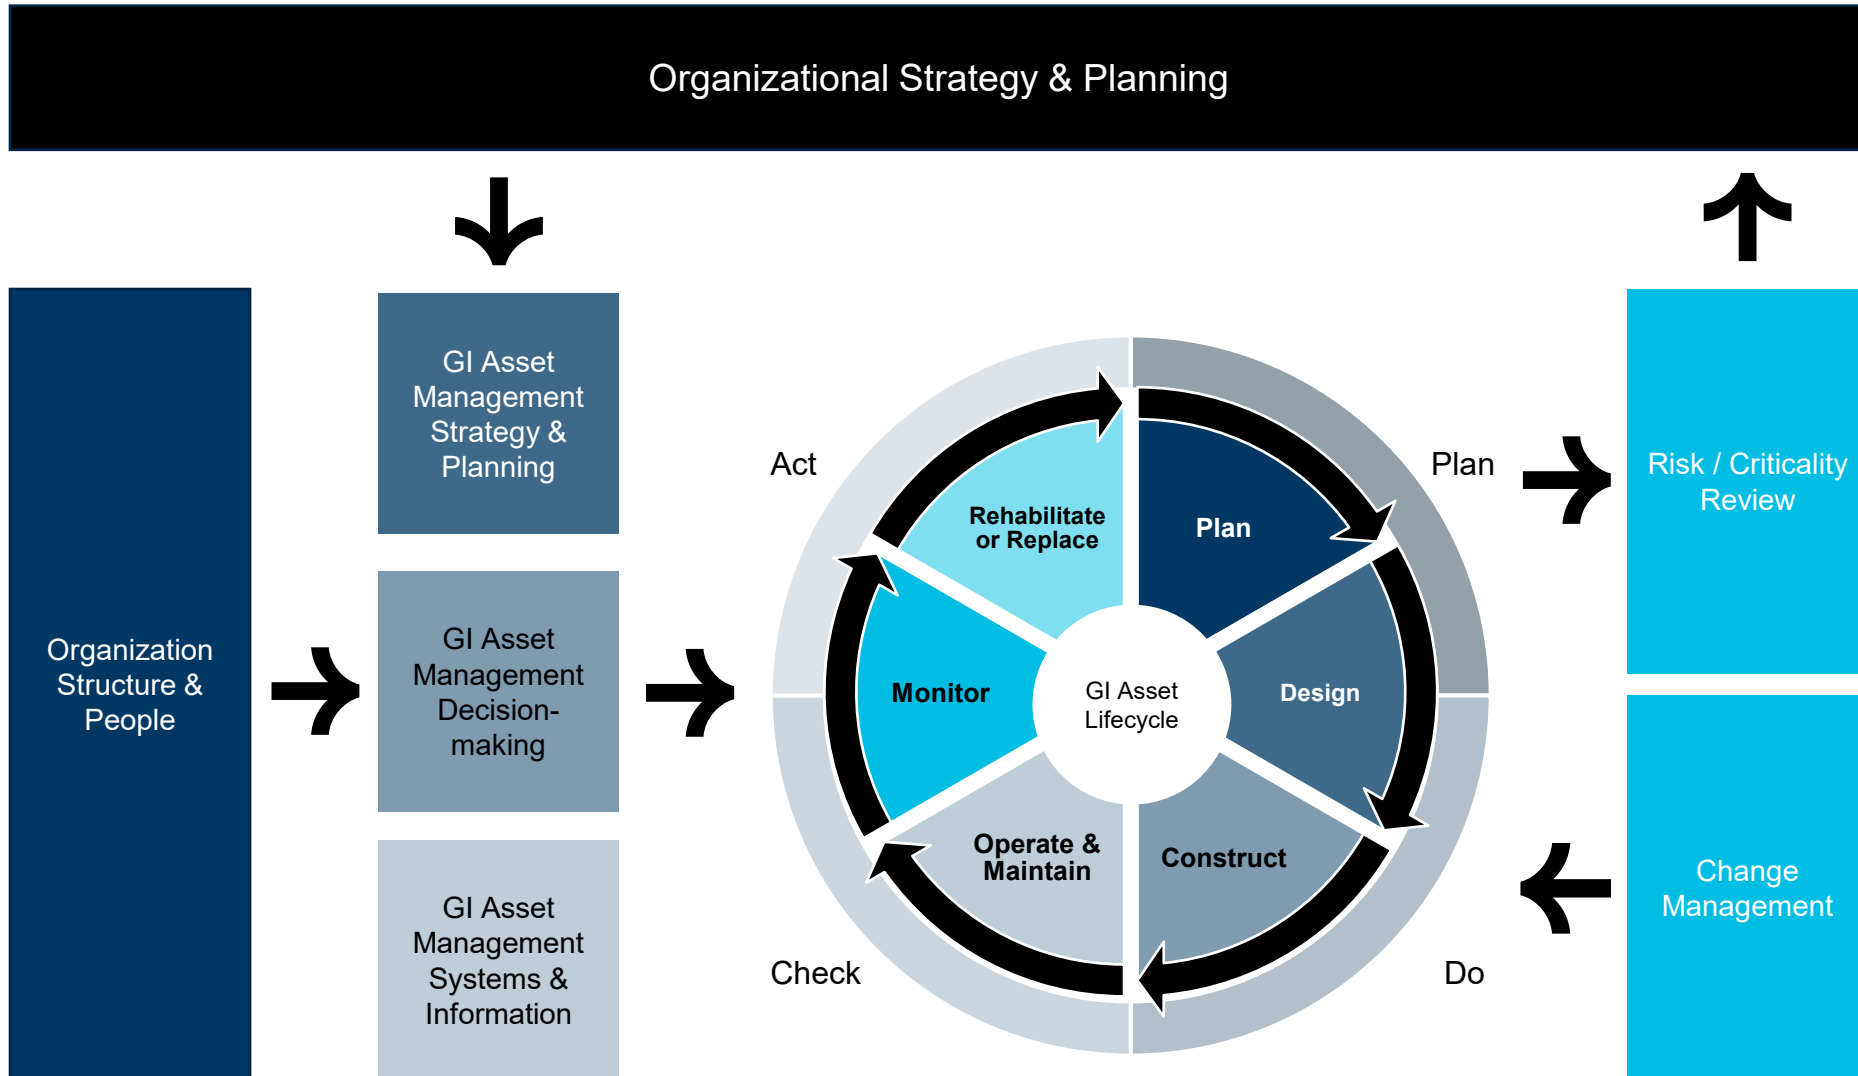 Organizational Strategy & Planning
Organization
Structure &
People
GI Asset
Management
Strategy &
Planning
GI Asset
Management
Decision-
making
GI Asset
Management
Systems &
Information
Act
Plan
Check
Do
Rehabilitate
or Replace
Plan
Monitor
GI Asset
Lifecycle
Design
Operate &
Maintain
Construct
Risk / Criticality
Review
Change
Management